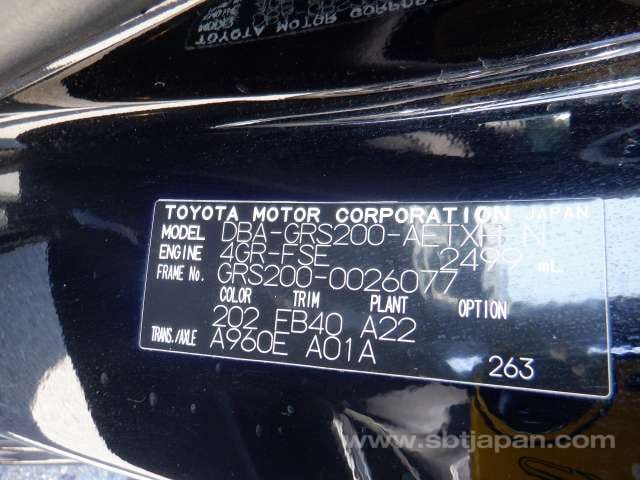 TOYOTA MOTOR CORPORATION JAPAN
MODEL DBA-GRS200-AETXH-N
ENGINE 4GR-FSE 2499 mL
FRAME No. GRS200-0026077
COLOR TRIM PLANT OPTION
202 EB40 A22
TRANS./AXLE A960E A01A
263
www.sbtjapan.com